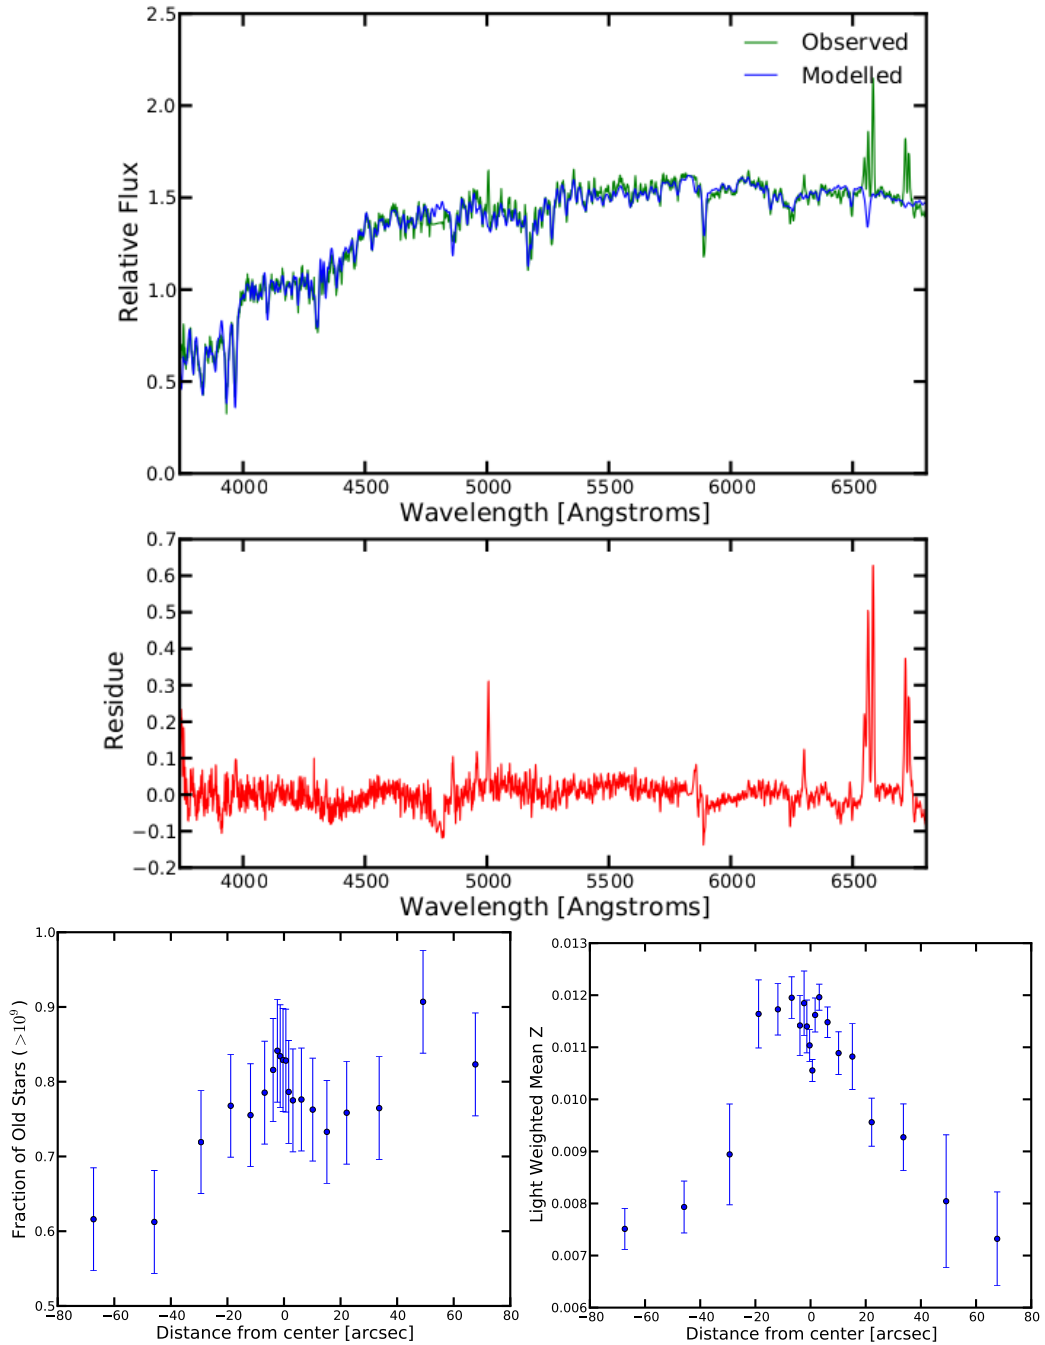 2.5
2.0
1.5
1.0
0.5
0.0
Relative Flux
Observed
Modelled
4000 4500 5000 5500 6000 6500
Wavelength [Angstroms]
0.7
0.6
0.5
0.4
0.3
0.2
0.1
0.0
−0.1
−0.2
Residue
4000 4500 5000 5500 6000 6500
Wavelength [Angstroms]
1.0
0.9
0.8
0.7
0.6
0.5
Fraction of Old Stars ( >10⁹)
−80 −60 −40 −20 0 20 40 60 80
Distance from center [arcsec]
0.013
0.012
0.011
0.010
0.009
0.008
0.007
0.006
Light Weighted Mean Z
−80 −60 −40 −20 0 20 40 60 80
Distance from center [arcsec]